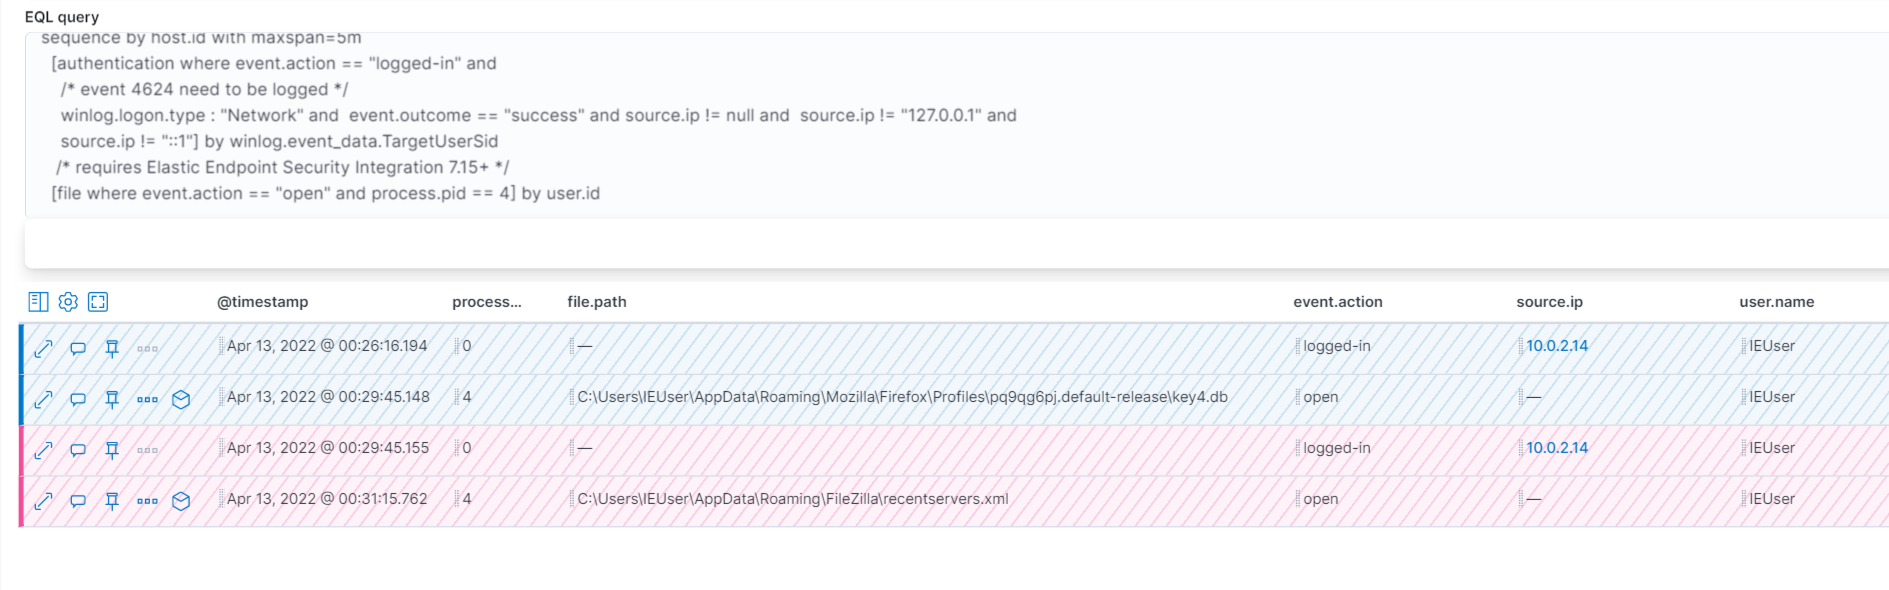 EQL query
sequence by host.id with maxspan=5m
[authentication where event.action == "logged-in" and
/* event 4624 need to be logged */
winlog.logon.type : "Network" and  event.outcome == "success" and source.ip != null and  source.ip != "127.0.0.1" and
source.ip != "::1"] by winlog.event_data.TargetUserSid
/* requires Elastic Endpoint Security Integration 7.15+ */
[file where event.action == "open" and process.pid == 4] by user.id
@timestamp process... file.path event.action source.ip user.name
Apr 13, 2022 @ 00:26:16.194 0 — logged-in 10.0.2.14 IEUser
Apr 13, 2022 @ 00:29:45.148 4 C:\Users\IEUser\AppData\Roaming\Mozilla\Firefox\Profiles\pq9qg6pj.default-release\key4.db open — IEUser
Apr 13, 2022 @ 00:29:45.155 0 — logged-in 10.0.2.14 IEUser
Apr 13, 2022 @ 00:31:15.762 4 C:\Users\IEUser\AppData\Roaming\FileZilla\recentservers.xml open — IEUser